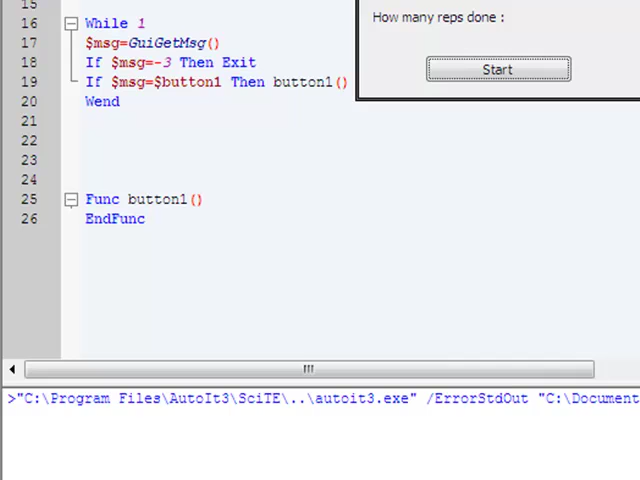 15
16 While 1
17 $msg=GuiGetMsg()
18 If $msg=-3 Then Exit
19 If $msg=$button1 Then button1()
20 Wend
21
22
23
24
25 Func button1()
26 EndFunc
How many reps done :
Start
>"C:\Program Files\AutoIt3\SciTE\..\autoit3.exe" /ErrorStdOut "C:\Document